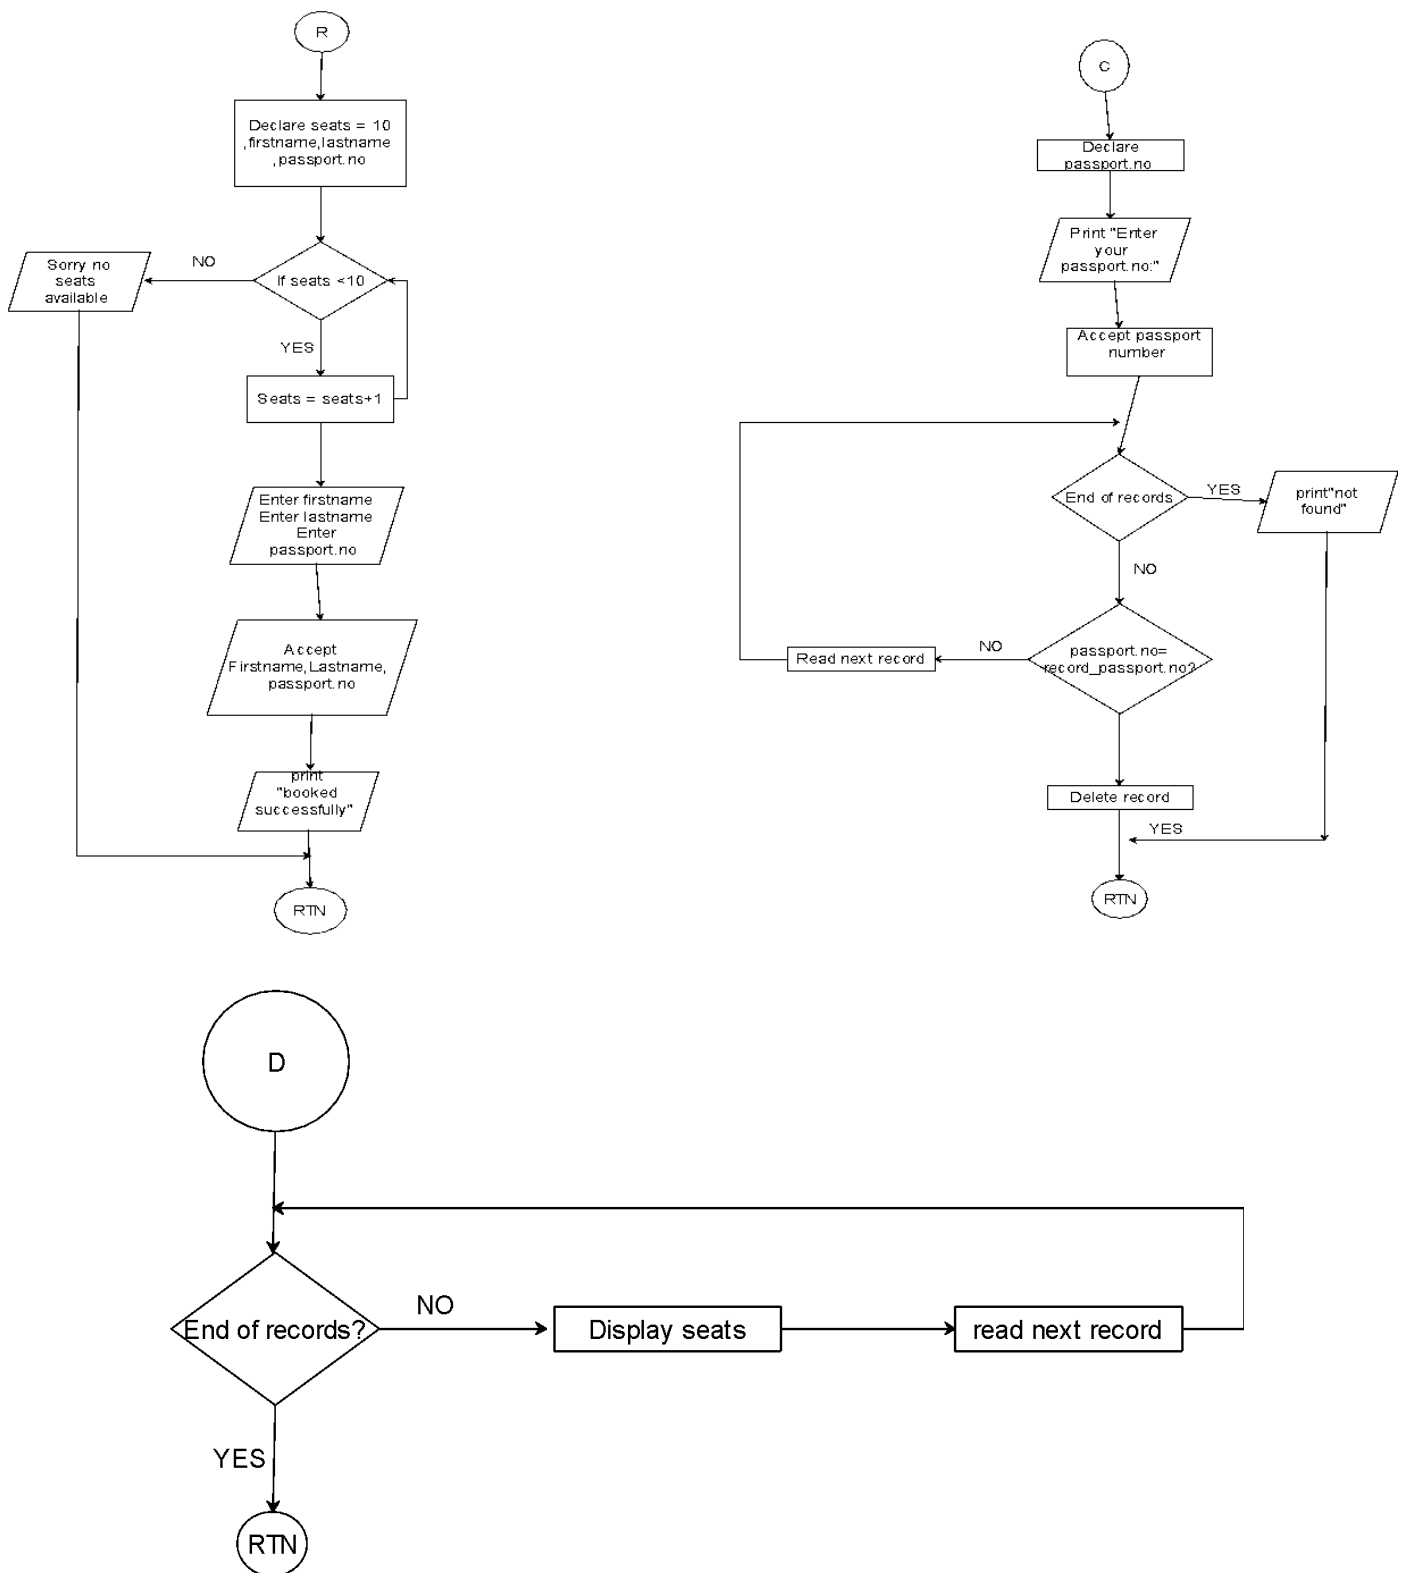 R
Declare seats = 10
,firstname,lastname
,passport.no
If seats <10
NO
Sorry no
seats
available
YES
Seats = seats+1
Enter firstname
Enter lastname
Enter
passport.no
Accept
Firstname,Lastname,
passport.no
print
"booked
successfully"
RTN
C
Declare
passport.no
Print "Enter
your
passport.no:"
Accept passport
number
End of records
YES
print"not
found"
NO
passport.no=
record_passport.no?
NO
Read next record
Delete record
YES
RTN
D
End of records?
NO
Display seats
read next record
YES
RTN